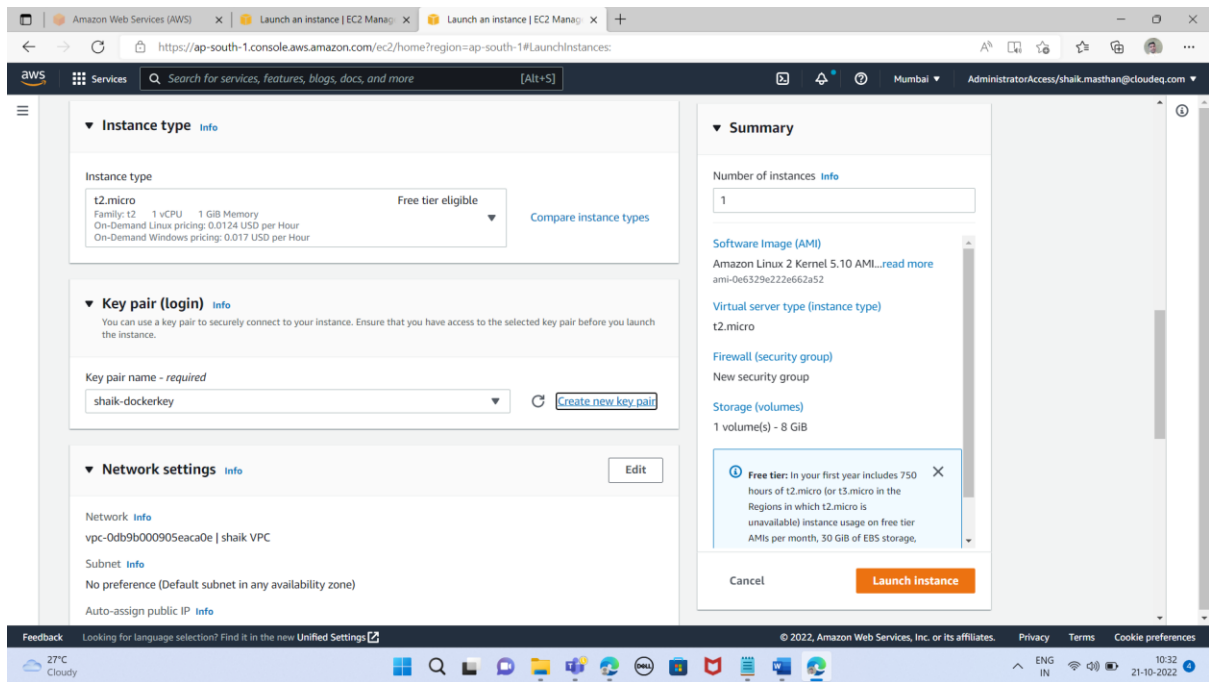 Amazon Web Services (AWS)
Launch an instance | EC2 Manag
Launch an instance | EC2 Manag
https://ap-south-1.console.aws.amazon.com/ec2/home?region=ap-south-1#LaunchInstances:
aws
Services
Search for services, features, blogs, docs, and more
[Alt+S]
Mumbai
AdministratorAccess/shaik.masthan@cloudeq.com
Instance type Info
Instance type
t2.micro
Free tier eligible
Family: t2 1 vCPU 1 GiB Memory
On-Demand Linux pricing: 0.0124 USD per Hour
On-Demand Windows pricing: 0.017 USD per Hour
Compare instance types
Key pair (login) Info
You can use a key pair to securely connect to your instance. Ensure that you have access to the selected key pair before you launch
the instance.
Key pair name - required
shaik-dockerkey
Create new key pair
Network settings Info
Edit
Network Info
vpc-0db9b000905eaca0e | shaik VPC
Subnet Info
No preference (Default subnet in any availability zone)
Auto-assign public IP Info
Summary
Number of instances Info
1
Software Image (AMI)
Amazon Linux 2 Kernel 5.10 AMI...read more
ami-0e6329e222e662a52
Virtual server type (instance type)
t2.micro
Firewall (security group)
New security group
Storage (volumes)
1 volume(s) - 8 GiB
Free tier: In your first year includes 750
hours of t2.micro (or t3.micro in the
Regions in which t2.micro is
unavailable) instance usage on free tier
AMIs per month, 30 GiB of EBS storage,
Cancel
Launch instance
Feedback
Looking for language selection? Find it in the new Unified Settings
© 2022, Amazon Web Services, Inc. or its affiliates.
Privacy
Terms
Cookie preferences
27°C
Cloudy
DELL
ENG
IN
10:32
21-10-2022
4